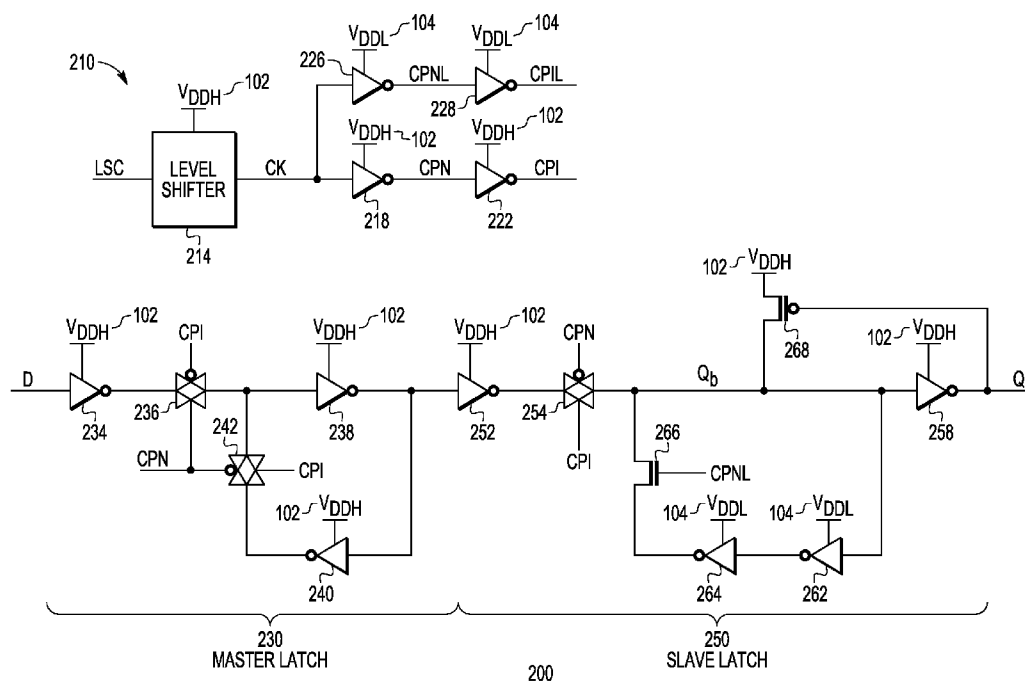 210
VDDL 104
VDDL 104
226
CPNL
228
CPIL
VDDH 102
LSC
LEVEL
SHIFTER
CK
214
VDDH 102
VDDH 102
218
CPN
222
CPI
102 VDDH
268
VDDH 102
CPI
VDDH 102
VDDH 102
CPN
102 VDDH
D
234
236
238
252
254
Qb
258
Q
242
CPN
CPI
CPI
266
CPNL
102 VDDH
104 VDDL
104 VDDL
240
264
262
230
MASTER LATCH
250
SLAVE LATCH
200